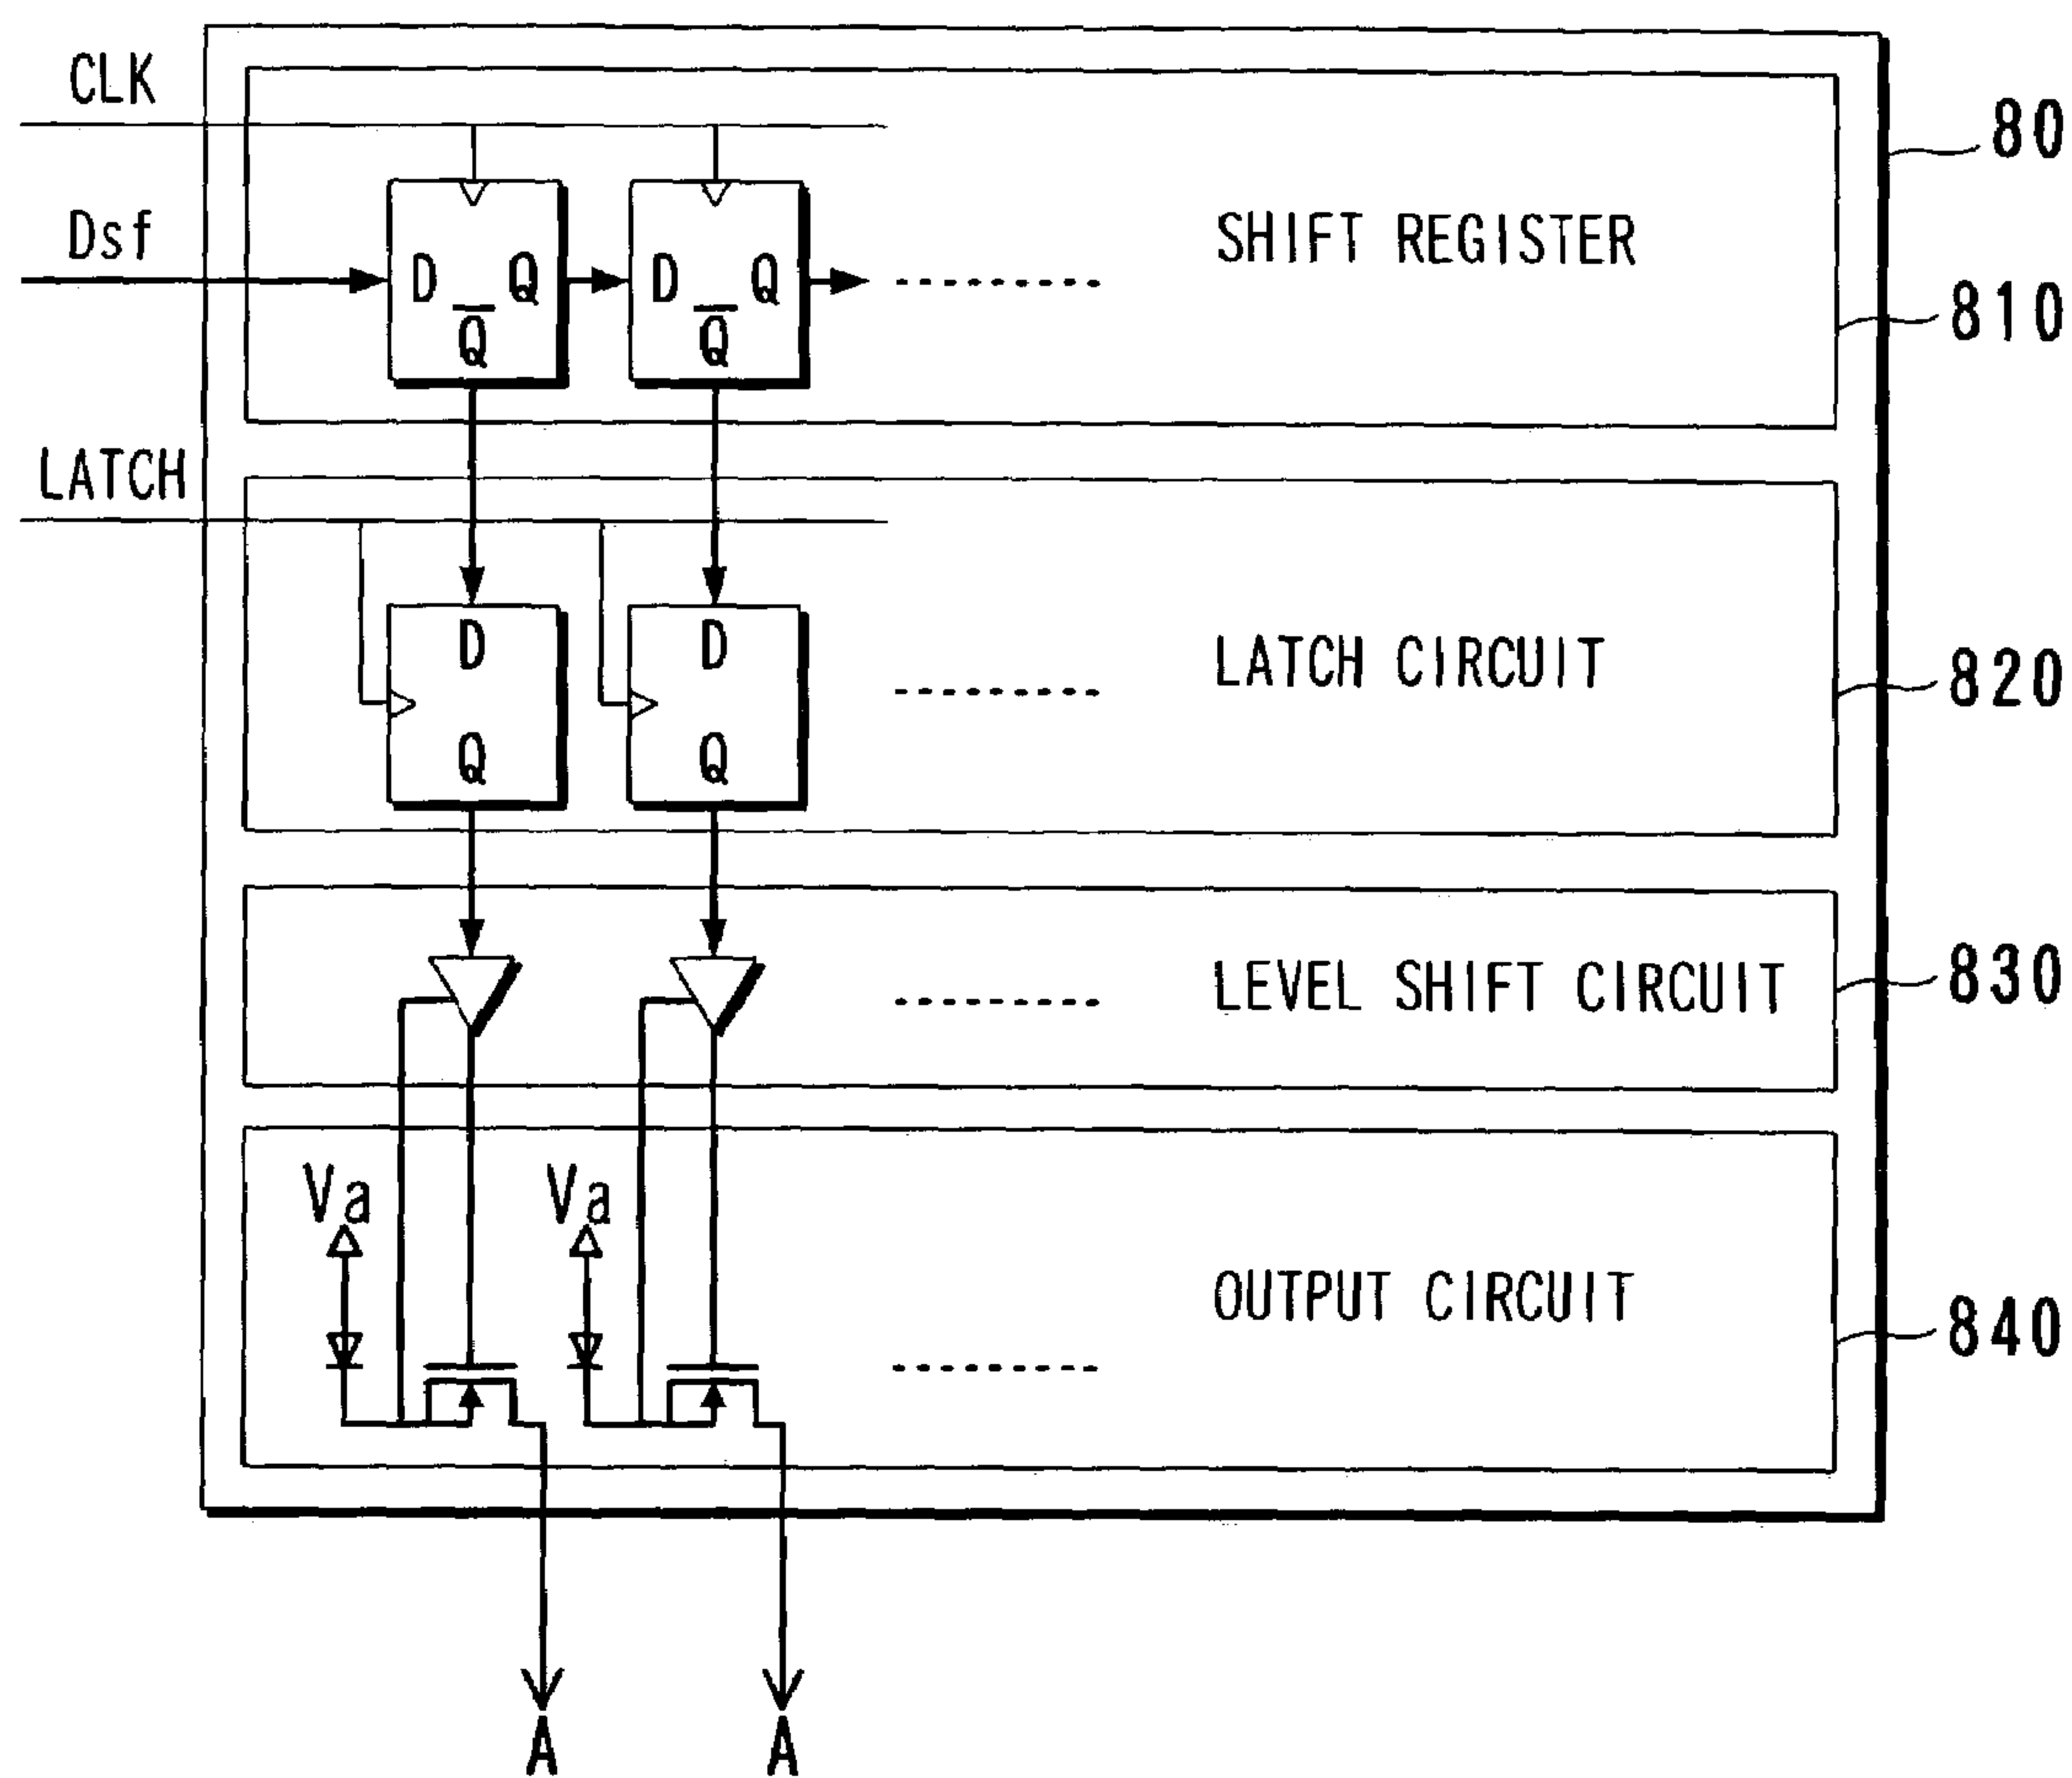 CLK
80
Dsf
SHIFT REGISTER
D Q Q̅
D Q Q̅
810
LATCH
D
D
LATCH CIRCUIT
820
Q
Q
LEVEL SHIFT CIRCUIT
830
Va
Va
OUTPUT CIRCUIT
840
A
A